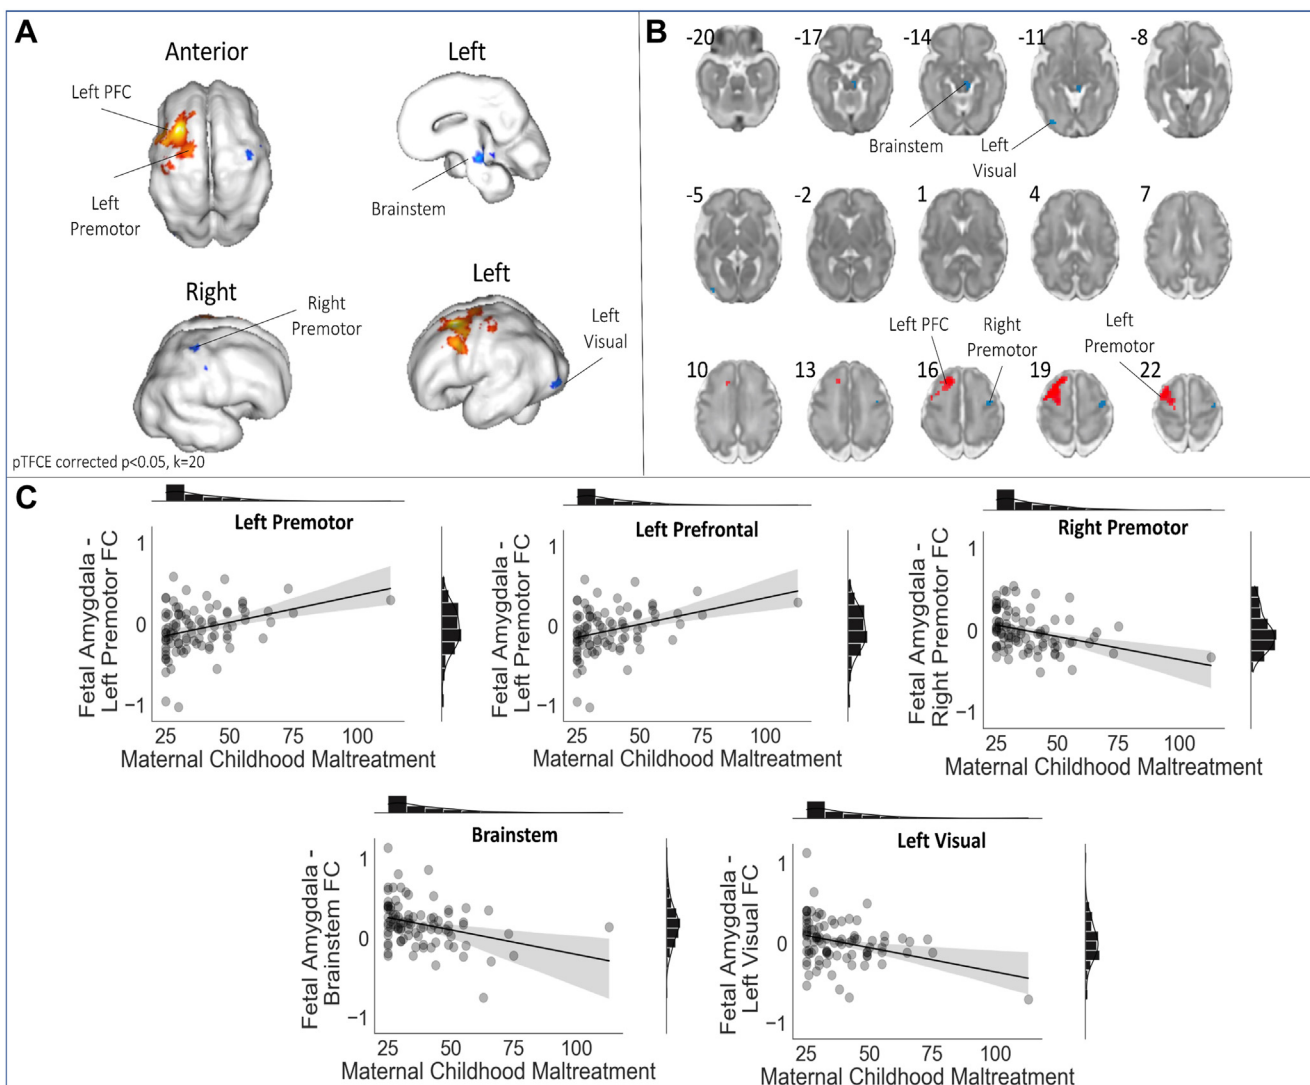 A
Anterior
Left
Left PFC
Left
Premotor
Brainstem
Right
Left
Right
Premotor
Left
Visual
pTFCE corrected p<0.05, k=20
B
-20
-17
-14
-11
-8
Brainstem
Left
Visual
-5
-2
1
4
7
Left PFC
Right
Premotor
Left
Premotor
10
13
16
19
22
C
Left Premotor
Fetal Amygdala -
Left Premotor FC
1
0
−1
25
50
75
100
Maternal Childhood Maltreatment
Left Prefrontal
Fetal Amygdala -
Left Premotor FC
1
0
−1
25
50
75
100
Maternal Childhood Maltreatment
Right Premotor
Fetal Amygdala -
Right Premotor FC
1
0
−1
25
50
75
100
Maternal Childhood Maltreatment
Brainstem
Fetal Amygdala -
Brainstem FC
1
0
−1
25
50
75
100
Maternal Childhood Maltreatment
Left Visual
Fetal Amygdala -
Left Visual FC
1
0
−1
25
50
75
100
Maternal Childhood Maltreatment